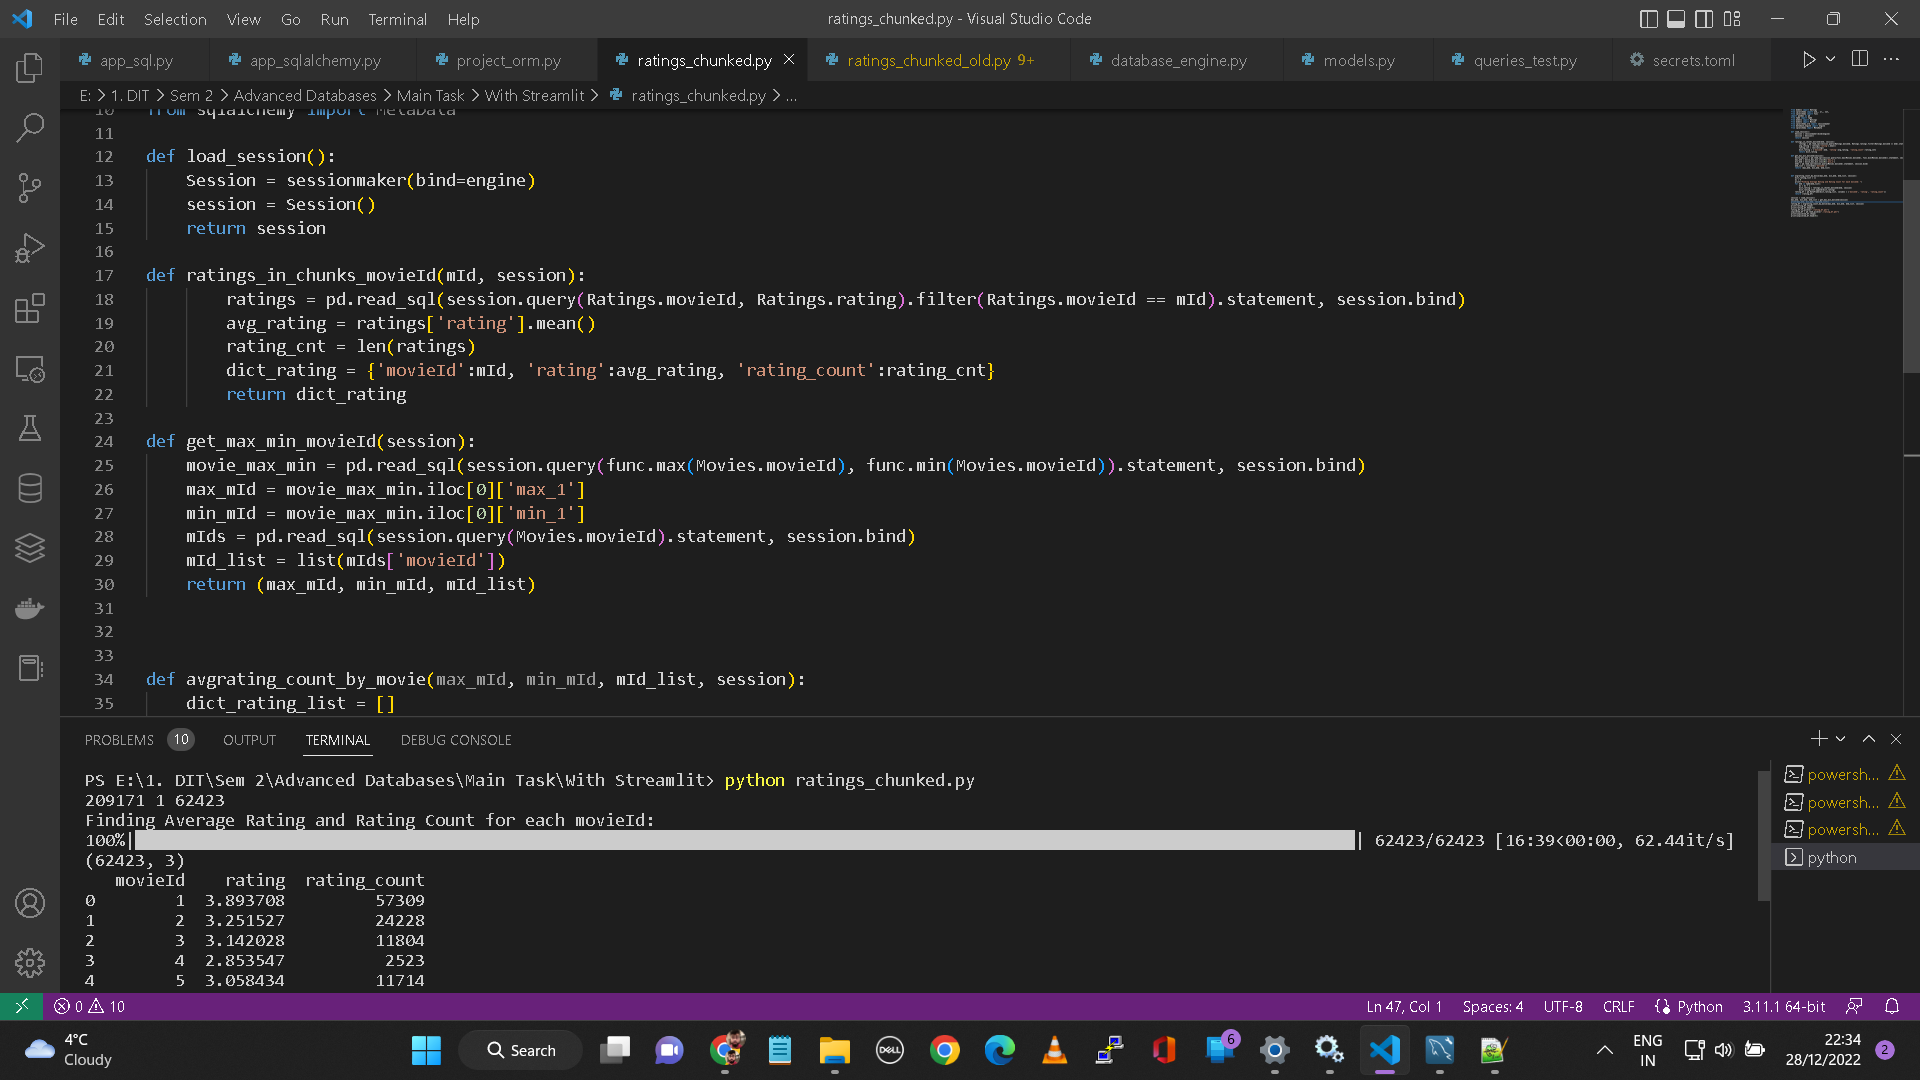 File Edit Selection View Go Run Terminal Help
ratings_chunked.py - Visual Studio Code
app_sql.py
app_sqlalchemy.py
project_orm.py
ratings_chunked.py
ratings_chunked_old.py 9+
database_engine.py
models.py
queries_test.py
secrets.toml
E: > 1. DIT > Sem 2 > Advanced Databases > Main Task > With Streamlit > ratings_chunked.py > ...
10 from sqlalchemy import MetaData
11
12 def load_session():
13     Session = sessionmaker(bind=engine)
14     session = Session()
15     return session
16
17 def ratings_in_chunks_movieId(mId, session):
18         ratings = pd.read_sql(session.query(Ratings.movieId, Ratings.rating).filter(Ratings.movieId == mId).statement, session.bind)
19         avg_rating = ratings['rating'].mean()
20         rating_cnt = len(ratings)
21         dict_rating = {'movieId':mId, 'rating':avg_rating, 'rating_count':rating_cnt}
22         return dict_rating
23
24 def get_max_min_movieId(session):
25     movie_max_min = pd.read_sql(session.query(func.max(Movies.movieId), func.min(Movies.movieId)).statement, session.bind)
26     max_mId = movie_max_min.iloc[0]['max_1']
27     min_mId = movie_max_min.iloc[0]['min_1']
28     mIds = pd.read_sql(session.query(Movies.movieId).statement, session.bind)
29     mId_list = list(mIds['movieId'])
30     return (max_mId, min_mId, mId_list)
31
32
33
34 def avgrating_count_by_movie(max_mId, min_mId, mId_list, session):
35     dict_rating_list = []
PROBLEMS 10 OUTPUT TERMINAL DEBUG CONSOLE
PS E:\1. DIT\Sem 2\Advanced Databases\Main Task\With Streamlit> python ratings_chunked.py
209171 1 62423
Finding Average Rating and Rating Count for each movieId:
100%| | 62423/62423 [16:39<00:00, 62.44it/s]
(62423, 3)
   movieId    rating  rating_count
0        1  3.893708         57309
1        2  3.251527         24228
2        3  3.142028         11804
3        4  2.853547          2523
4        5  3.058434         11714
powersh...
powersh...
powersh...
python
0 10
Ln 47, Col 1 Spaces: 4 UTF-8 CRLF Python 3.11.1 64-bit
4°C
Cloudy
Search
DELL
6
ENG
IN
22:34
28/12/2022
2